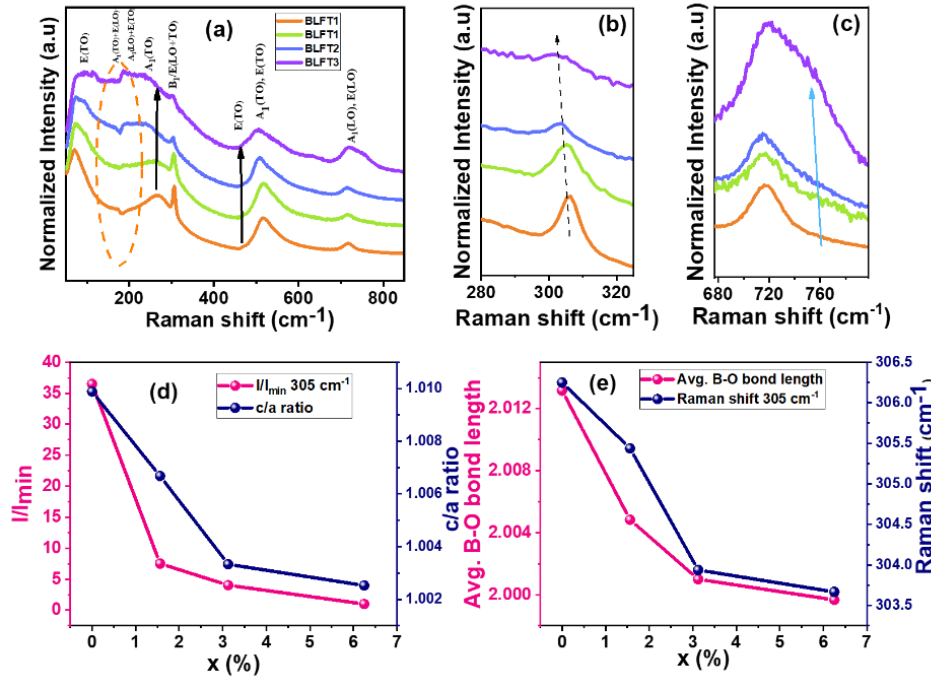 (a)
BLFT1
BLFT1
BLFT2
BLFT3
E(TO)
A₁(TO)+E(LO)
A₁(LO)+E(TO)
A₁(TO)
B₁/E(LO+TO)
E(TO)
A₁(TO), E(TO)
A₁(LO), E(LO)
Normalized Intensity (a.u)
200 400 600 800
Raman shift (cm⁻¹)
(b)
Normalized Intensity (a.u)
280 300 320
Raman shift (cm⁻¹)
(c)
Normalized Intensity (a.u)
680 720 760
Raman shift (cm⁻¹)
(d)
I/Imin 305 cm⁻¹
c/a ratio
40
35
30
25
20
15
10
5
0
I/Imin
1.010
1.008
1.006
1.004
1.002
c/a ratio
0 1 2 3 4 5 6 7
x (%)
(e)
Avg. B-O bond length
Raman shift 305 cm⁻¹
2.012
2.008
2.004
2.000
Avg. B-O bond length
306.5
306.0
305.5
305.0
304.5
304.0
303.5
Raman shift (cm⁻¹)
0 1 2 3 4 5 6 7
x (%)